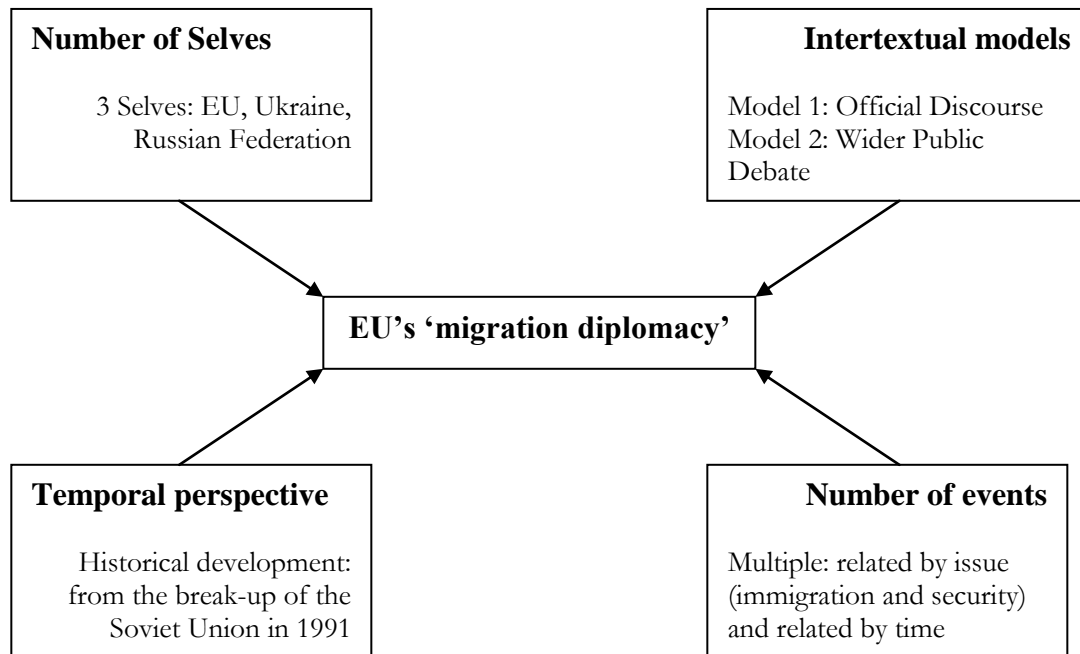 Number of Selves
3 Selves: EU, Ukraine,
Russian Federation
Intertextual models
Model 1: Official Discourse
Model 2: Wider Public
Debate
EU’s ‘migration diplomacy’
Temporal perspective
Historical development:
from the break-up of the
Soviet Union in 1991
Number of events
Multiple: related by issue
(immigration and security)
and related by time